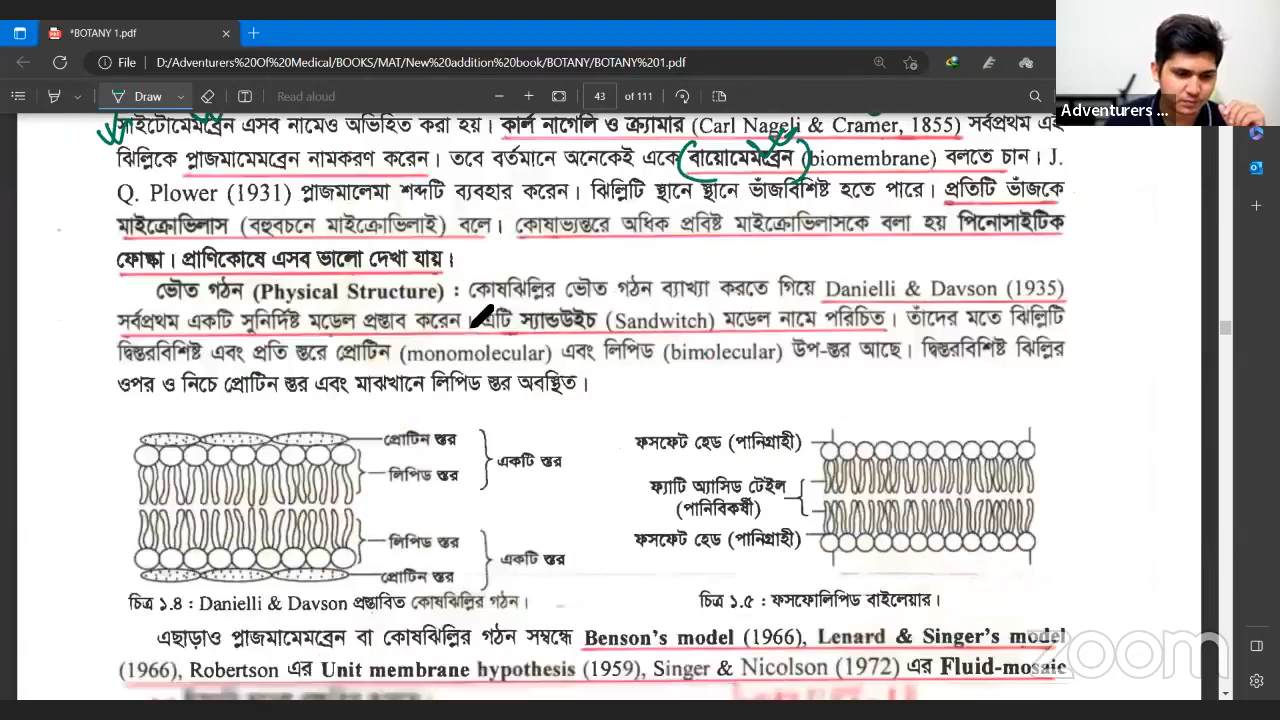 *BOTANY 1.pdf
File
D:/Adventurers%20Of%20Medical/BOOKS/MAT/New%20addition%20book/BOTANY/BOTANY%201.pdf
Draw
Read aloud
43 of 111
Adventurers ...
সাইটোমেমব্রেন এসব নামেও অভিহিত করা হয়। কার্ল নাগেলি ও ক্র্যামার (Carl Nageli & Cramer, 1855) সর্বপ্রথম এই
ঝিল্লিকে প্লাজমামেমব্রেন নামকরণ করেন। তবে বর্তমানে অনেকেই একে বায়োমেমব্রেন (biomembrane) বলতে চান। J.
Q. Plower (1931) প্লাজমালেমা শব্দটি ব্যবহার করেন। ঝিল্লিটি স্থানে স্থানে ভাঁজবিশিষ্ট হতে পারে। প্রতিটি ভাঁজকে
মাইক্রোভিলাস (বহুবচনে মাইক্রোভিলাই) বলে। কোষাভ্যন্তরে অধিক প্রবিষ্ট মাইক্রোভিলাসকে বলা হয় পিনোসাইটিক
ফোস্কা। প্রাণিকোষে এসব ভালো দেখা যায়।
ভৌত গঠন (Physical Structure) : কোষঝিল্লির ভৌত গঠন ব্যাখ্যা করতে গিয়ে Danielli & Davson (1935)
সর্বপ্রথম একটি সুনির্দিষ্ট মডেল প্রস্তাব করেন। এটি স্যান্ডউইচ (Sandwitch) মডেল নামে পরিচিত। তাঁদের মতে ঝিল্লিটি
দ্বিস্তরবিশিষ্ট এবং প্রতি স্তরে প্রোটিন (monomolecular) এবং লিপিড (bimolecular) উপ-স্তর আছে। দ্বিস্তরবিশিষ্ট ঝিল্লির
ওপর ও নিচে প্রোটিন স্তর এবং মাঝখানে লিপিড স্তর অবস্থিত।
প্রোটিন স্তর
লিপিড স্তর
একটি স্তর
লিপিড স্তর
প্রোটিন স্তর
একটি স্তর
চিত্র ১.৪ : Danielli & Davson প্রস্তাবিত কোষঝিল্লির গঠন।
ফসফেট হেড (পানিগ্রাহী)
ফ্যাটি অ্যাসিড টেইল
(পানিবিকর্ষী)
ফসফেট হেড (পানিগ্রাহী)
চিত্র ১.৫ : ফসফোলিপিড বাইলেয়ার।
এছাড়াও প্লাজমামেমব্রেন বা কোষঝিল্লির গঠন সম্বন্ধে Benson's model (1966), Lenard & Singer's model
(1966), Robertson এর Unit membrane hypothesis (1959), Singer & Nicolson (1972) এর Fluid-mosaic
zoom